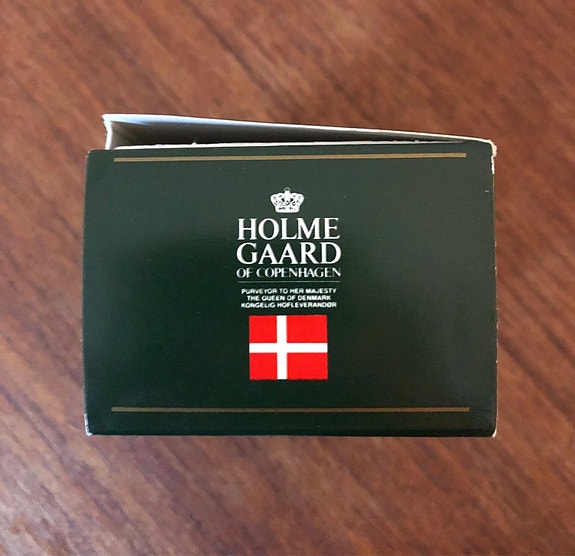 HOLME
GAARD
OF COPENHAGEN
PURVEYOR TO HER MAJESTY
THE QUEEN OF DENMARK
KONGELIG HOFLEVERANDØR